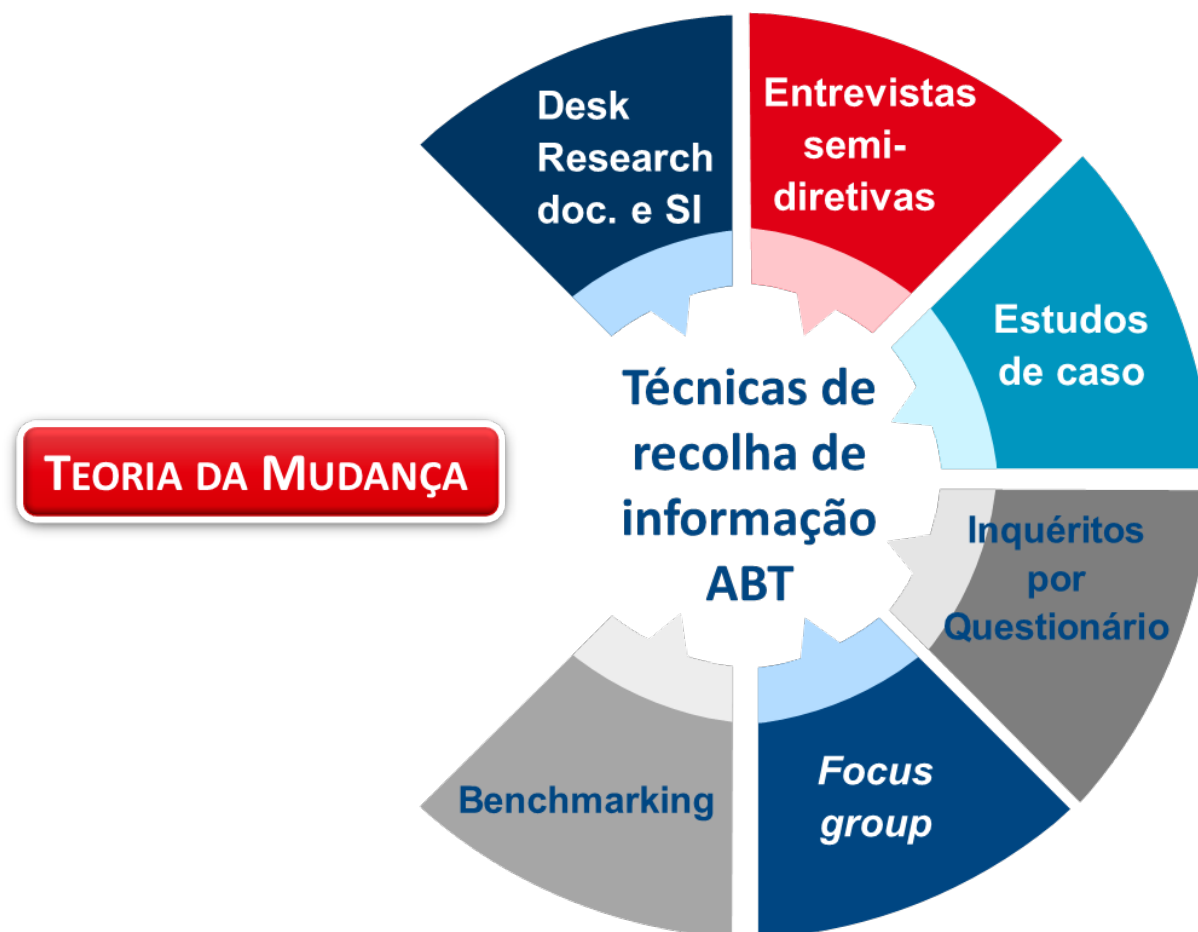 Desk
Research
doc. e SI
Entrevistas
semi-
diretivas
Estudos
de caso
Técnicas de
recolha de
informação
ABT
TEORIA DA MUDANÇA
Inquéritos
por
Questionário
Focus
group
Benchmarking